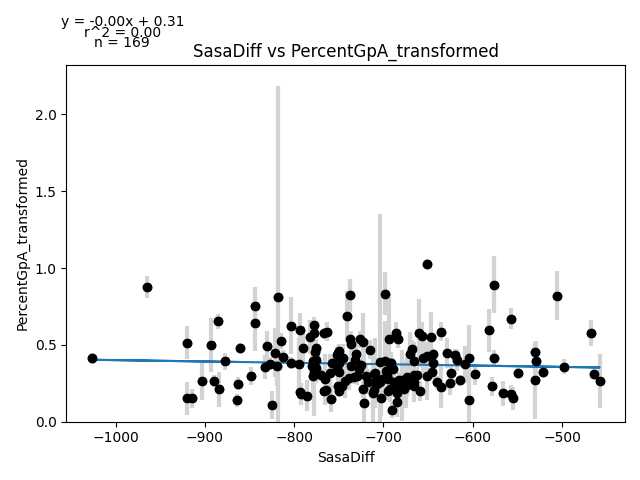 y = -0.00x + 0.31
r^2 = 0.00
n = 169
SasaDiff vs PercentGpA_transformed
PercentGpA_transformed
2.0
1.5
1.0
0.5
0.0
−1000 −900 −800 −700 −600 −500
SasaDiff